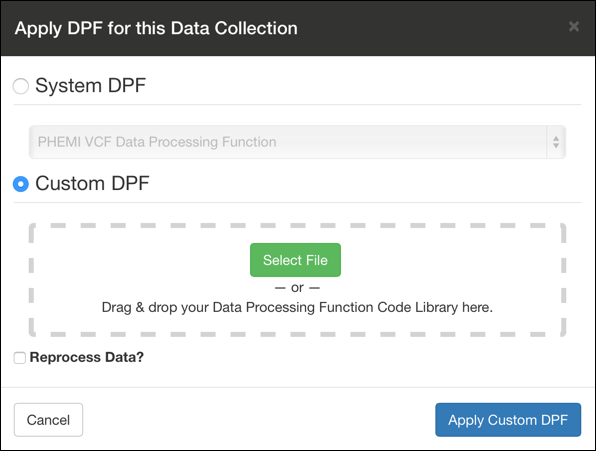 Apply DPF for this Data Collection
×
System DPF
PHEMI VCF Data Processing Function
Custom DPF
Select File
— or —
Drag & drop your Data Processing Function Code Library here.
Reprocess Data?
Cancel
Apply Custom DPF